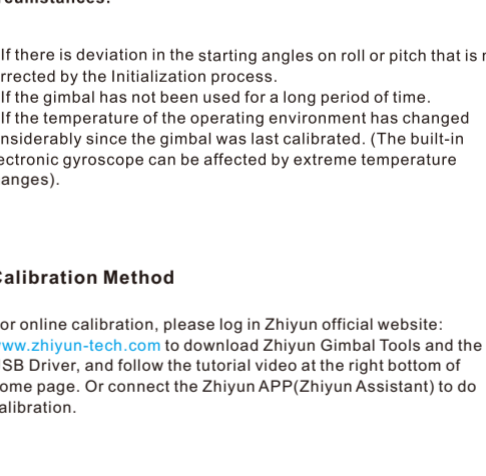 rcumstances:
If there is deviation in the starting angles on roll or pitch that is n
rrected by the Initialization process.
If the gimbal has not been used for a long period of time.
If the temperature of the operating environment has changed
nsiderably since the gimbal was last calibrated. (The built-in
ectronic gyroscope can be affected by extreme temperature
anges).
Calibration Method
or online calibration, please log in Zhiyun official website:
www.zhiyun-tech.com to download Zhiyun Gimbal Tools and the
SB Driver, and follow the tutorial video at the right bottom of
ome page. Or connect the Zhiyun APP(Zhiyun Assistant) to do
alibration.